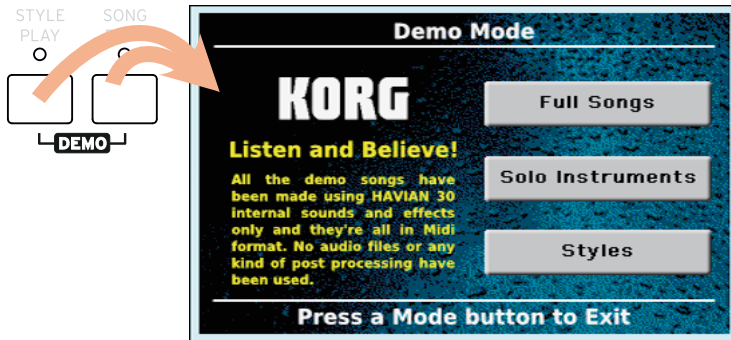 STYLE
PLAY
SONG
DEMO
Demo Mode
KORG
Listen and Believe!
All the demo songs have
been made using HAVIAN 30
internal sounds and effects
only and they're all in Midi
format. No audio files or any
kind of post processing have
been used.
Full Songs
Solo Instruments
Styles
Press a Mode button to Exit